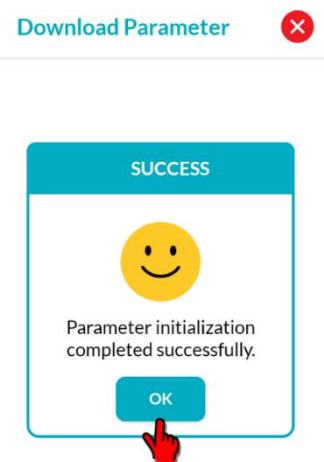 Download Parameter
SUCCESS
Parameter initialization
completed successfully.
OK